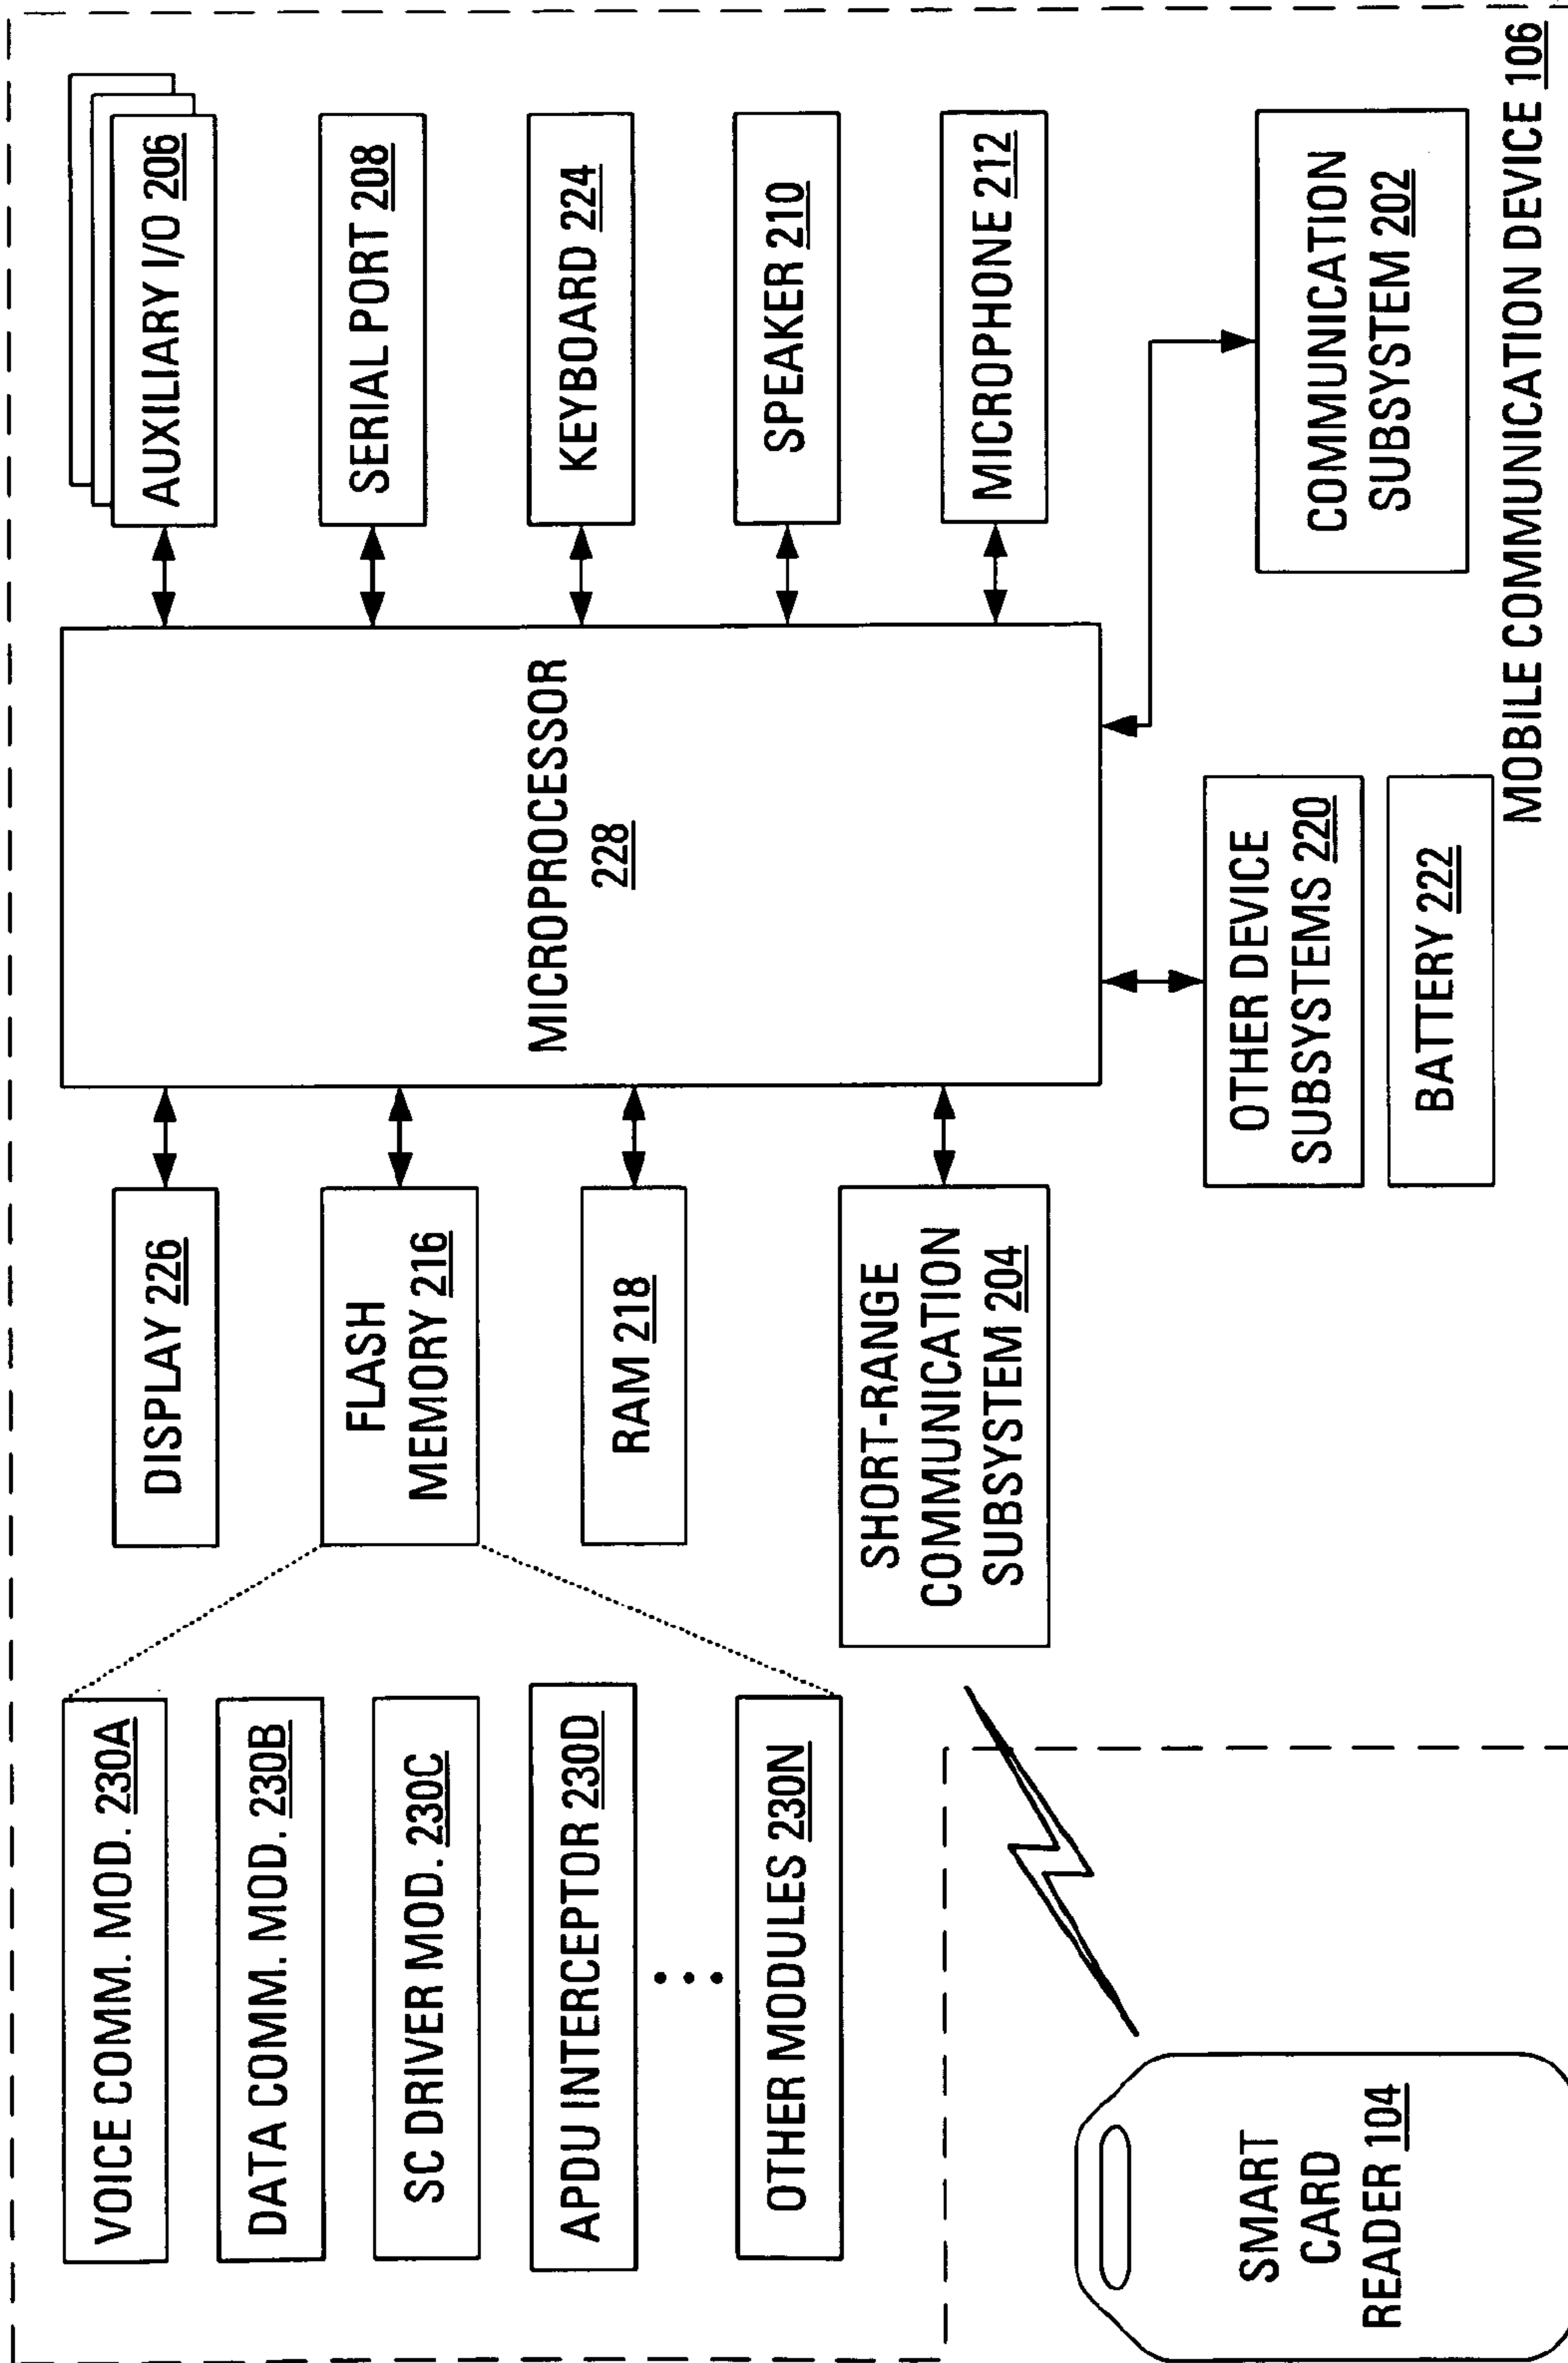 VOICE COMM. MOD. 230A
DATA COMM. MOD. 230B
SC DRIVER MOD. 230C
APDU INTERCEPTOR 230D
OTHER MODULES 230N
DISPLAY 226
FLASH
MEMORY 216
RAM 218
SHORT-RANGE
COMMUNICATION
SUBSYSTEM 204
MICROPROCESSOR
228
AUXILIARY I/O 206
SERIAL PORT 208
KEYBOARD 224
SPEAKER 210
MICROPHONE 212
COMMUNICATION
SUBSYSTEM 202
OTHER DEVICE
SUBSYSTEMS 220
BATTERY 222
SMART
CARD
READER 104
MOBILE COMMUNICATION DEVICE 106